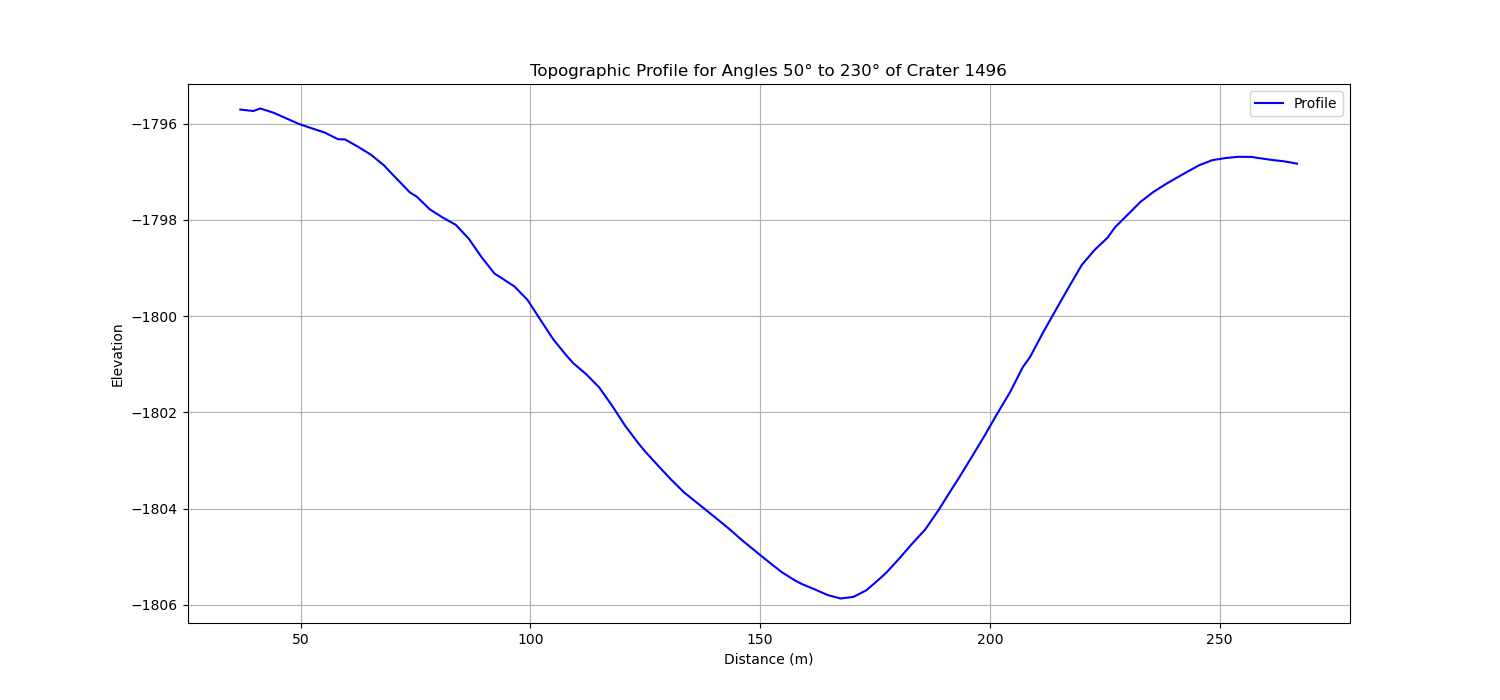 Topographic Profile for Angles 50° to 230° of Crater 1496
Profile
−1796
−1798
−1800
−1802
−1804
−1806
Elevation
50
100
150
200
250
Distance (m)